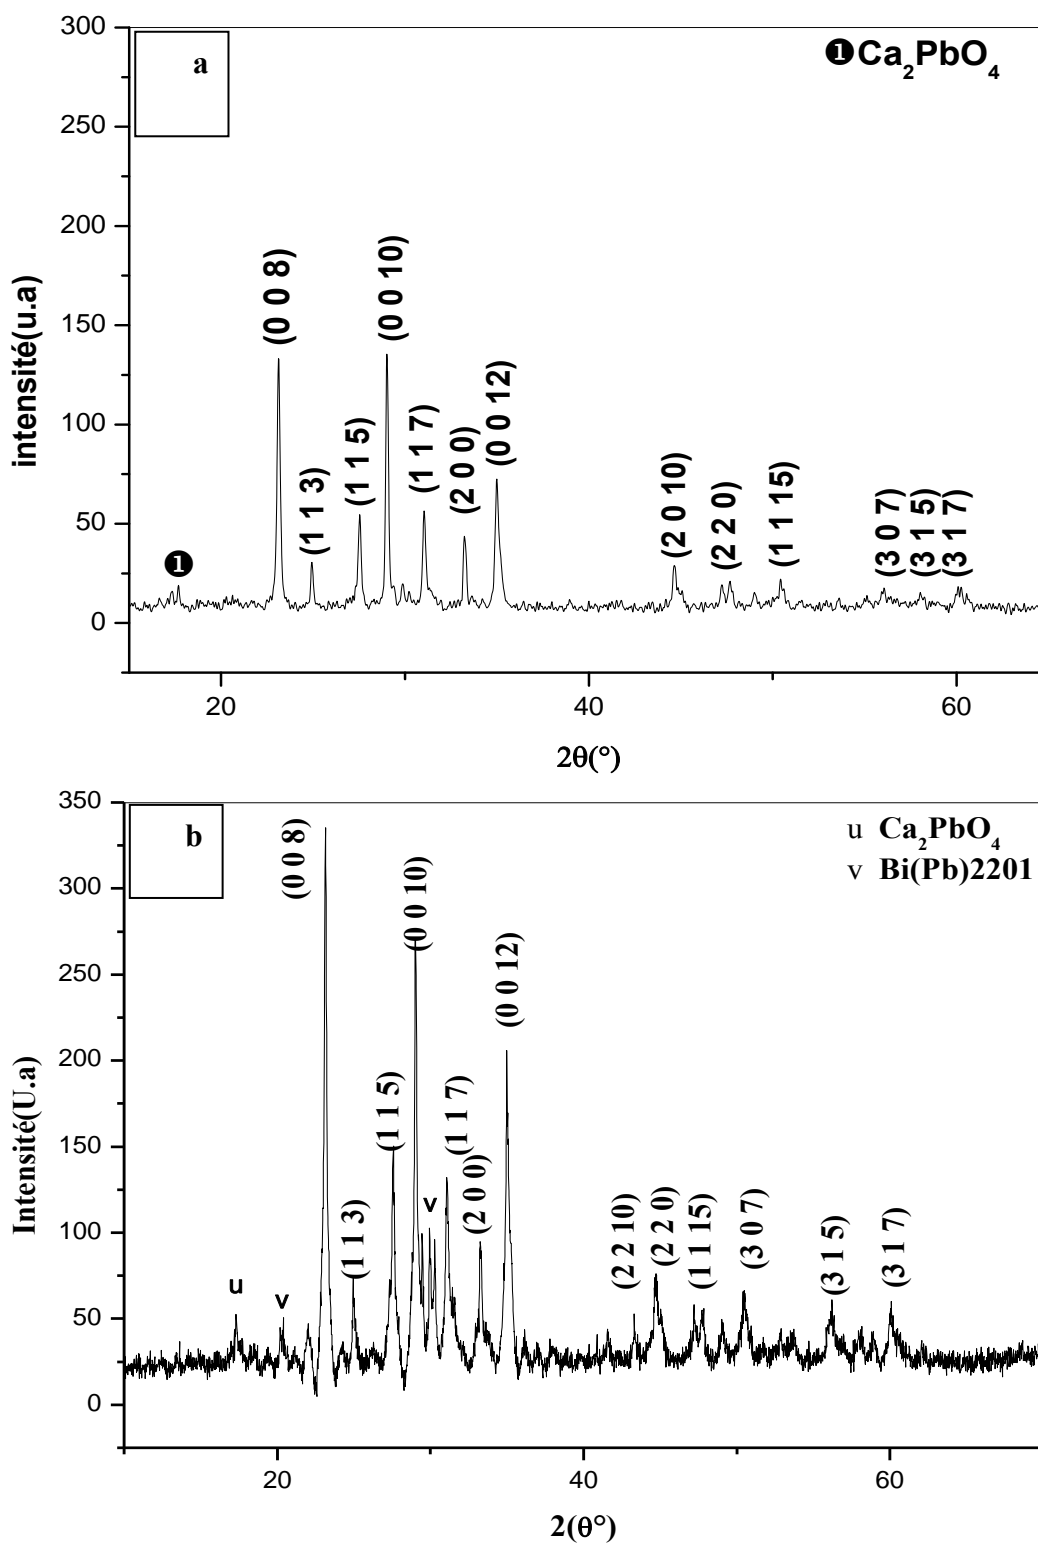 300
a
❶Ca₂PbO₄
250
200
150
100
50
0
intensité(u.a)
❶
(0 0 8)
(1 1 3)
(1 1 5)
(0 0 10)
(1 1 7)
(2 0 0)
(0 0 12)
(2 0 10)
(2 2 0)
(1 1 15)
(3 0 7)
(3 1 5)
(3 1 7)
20
40
60
2θ(°)
350
b
u Ca₂PbO₄
v Bi(Pb)2201
300
250
200
150
100
50
0
Intensité(U.a)
u
v
(0 0 8)
(1 1 3)
(1 1 5)
(0 0 10)
v
(1 1 7)
(2 0 0)
(0 0 12)
(2 2 10)
(2 2 0)
(1 1 15)
(3 0 7)
(3 1 5)
(3 1 7)
20
40
60
2(θ°)